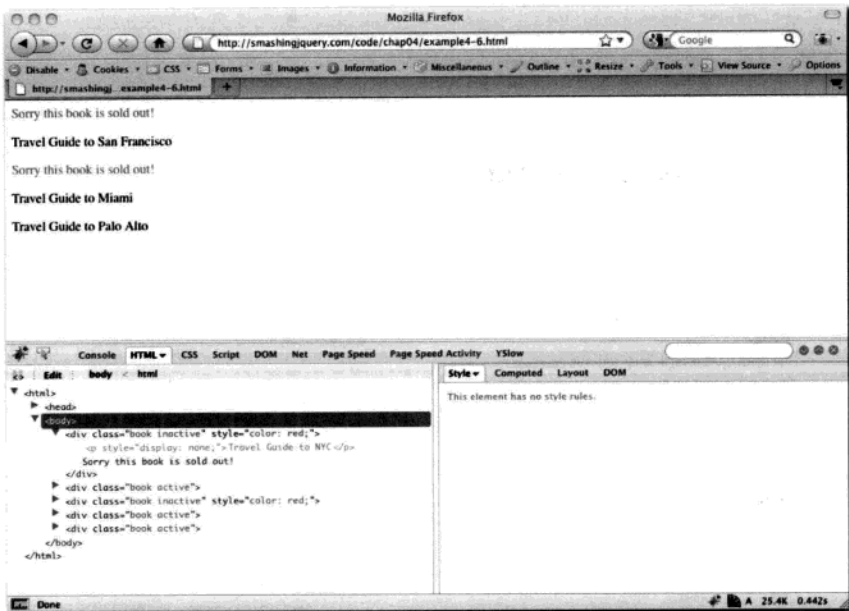 Mozilla Firefox
http://smashingjquery.com/code/chap04/example4-6.html
Google
Disable Cookies CSS Forms Images Information Miscellaneous Outline Resize Tools View Source Options
http://smashingj...example4-6.html
Sorry this book is sold out!
Travel Guide to San Francisco
Sorry this book is sold out!
Travel Guide to Miami
Travel Guide to Palo Alto
Console HTML CSS Script DOM Net Page Speed Page Speed Activity YSlow
Edit body < html
Style Computed Layout DOM
This element has no style rules.
<html>
<head>
<body>
<div class="book inactive" style="color: red;">
<p style="display: none;">Travel Guide to NYC</p>
Sorry this book is sold out!
</div>
<div class="book active">
<div class="book inactive" style="color: red;">
<div class="book active">
<div class="book active">
</body>
</html>
Done
A 25.4K 0.442s